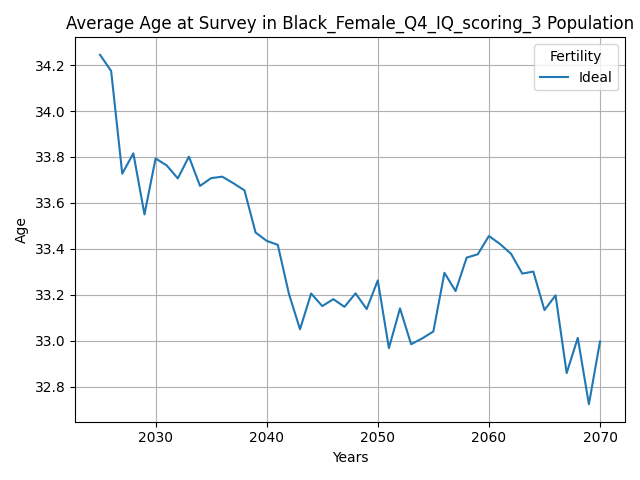 Average Age at Survey in Black_Female_Q4_IQ_scoring_3 Population
Fertility
Ideal
34.2
34.0
33.8
33.6
33.4
33.2
33.0
32.8
Age
2030 2040 2050 2060 2070
Years